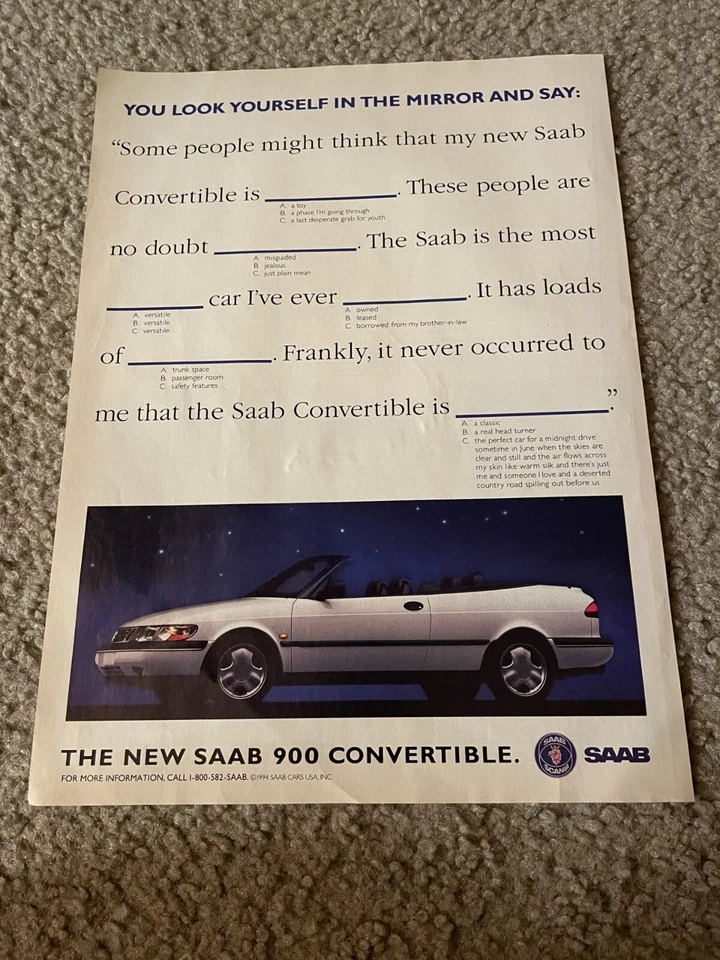 YOU LOOK YOURSELF IN THE MIRROR AND SAY:
“Some people might think that my new Saab
Convertible is ________. These people are
A. a toy
B. a phase I'm going through
C. a last desperate grab for youth
no doubt ________. The Saab is the most
A. misguided
B. jealous
C. just plain mean
________ car I've ever ________. It has loads
A. versatile
B. versatile
C. versatile
A. owned
B. leased
C. borrowed from my brother-in-law
of ________. Frankly, it never occurred to
A. trunk space
B. passenger room
C. safety features
me that the Saab Convertible is ________.”
A. a classic
B. a real head turner
C. the perfect car for a midnight drive
sometime in June when the skies are
clear and still and the air flows across
my skin like warm silk and there's just
me and someone I love and a deserted
country road spilling out before us
THE NEW SAAB 900 CONVERTIBLE.
SAAB
SCANIA
SAAB
FOR MORE INFORMATION, CALL 1-800-582-SAAB. ©1994 SAAB CARS USA, INC.